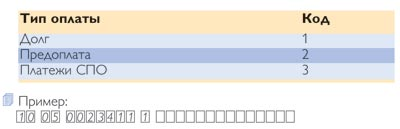 Тип оплаты Код
Долг 1
Предоплата 2
Платежи СПО 3
Пример:
10 05 0023411 1